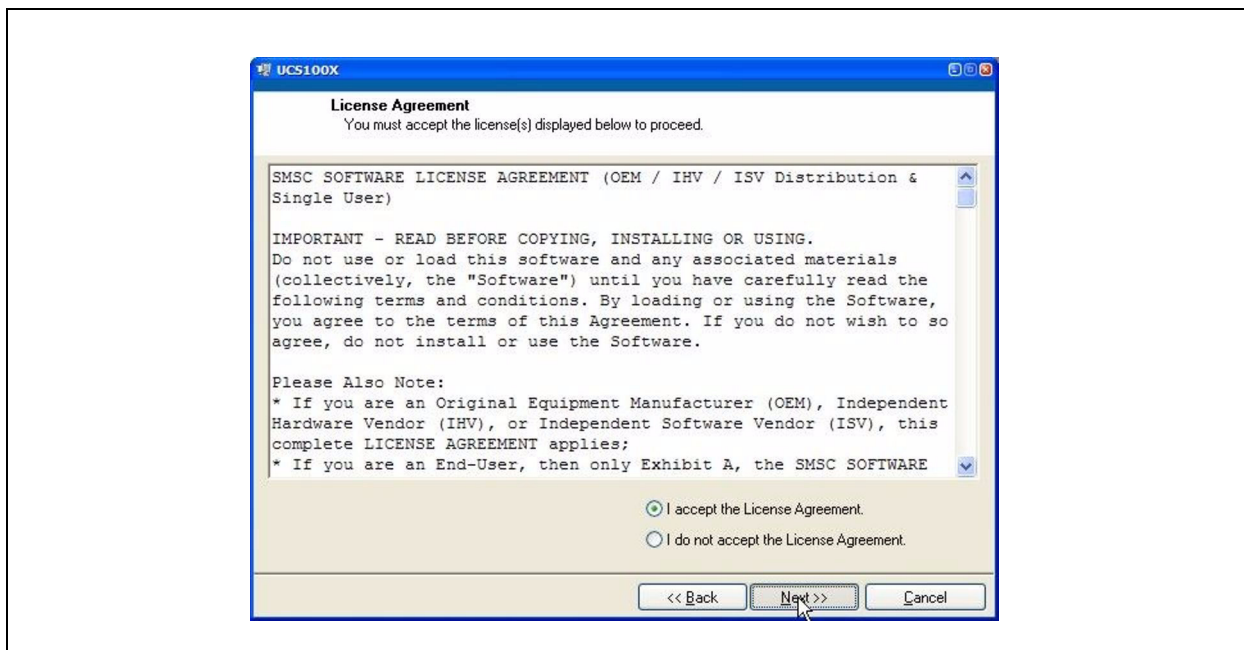 UCS100X
License Agreement
You must accept the license(s) displayed below to proceed.
SMSC SOFTWARE LICENSE AGREEMENT (OEM / IHV / ISV Distribution &
Single User)
IMPORTANT - READ BEFORE COPYING, INSTALLING OR USING.
Do not use or load this software and any associated materials
(collectively, the "Software") until you have carefully read the
following terms and conditions. By loading or using the Software,
you agree to the terms of this Agreement. If you do not wish to so
agree, do not install or use the Software.
Please Also Note:
* If you are an Original Equipment Manufacturer (OEM), Independent
Hardware Vendor (IHV), or Independent Software Vendor (ISV), this
complete LICENSE AGREEMENT applies;
* If you are an End-User, then only Exhibit A, the SMSC SOFTWARE
I accept the License Agreement.
I do not accept the License Agreement.
<< Back Next >> Cancel